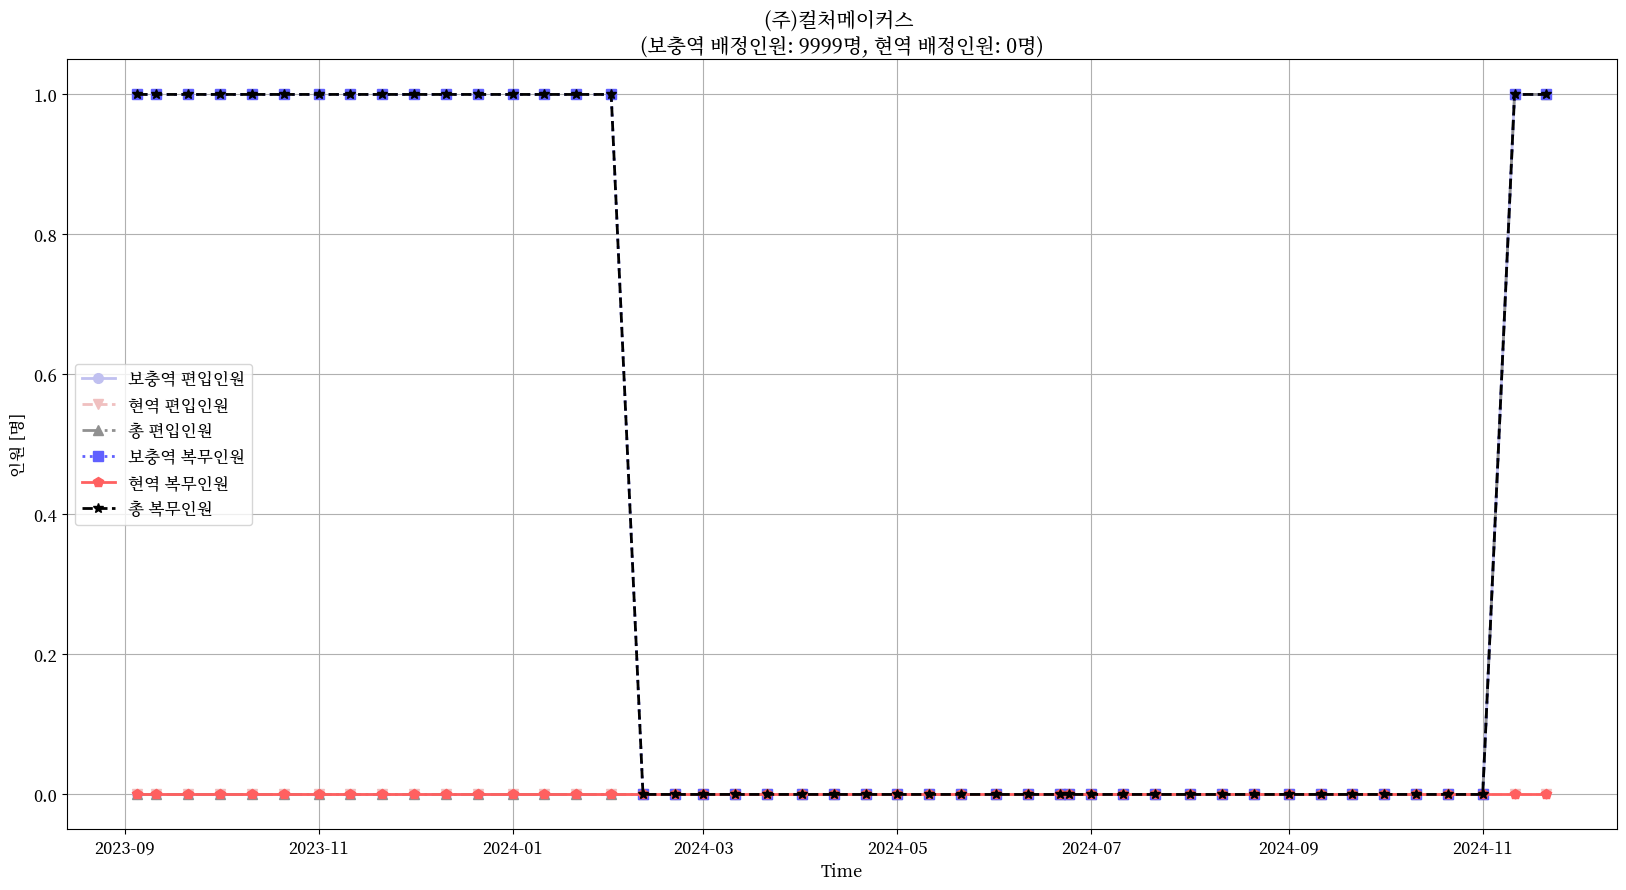 (주)컬처메이커스
(보충역 배정인원: 9999명, 현역 배정인원: 0명)
1.0
0.8
0.6
0.4
0.2
0.0
인원 [명]
보충역 편입인원
현역 편입인원
총 편입인원
보충역 복무인원
현역 복무인원
총 복무인원
2023-09 2023-11 2024-01 2024-03 2024-05 2024-07 2024-09 2024-11
Time